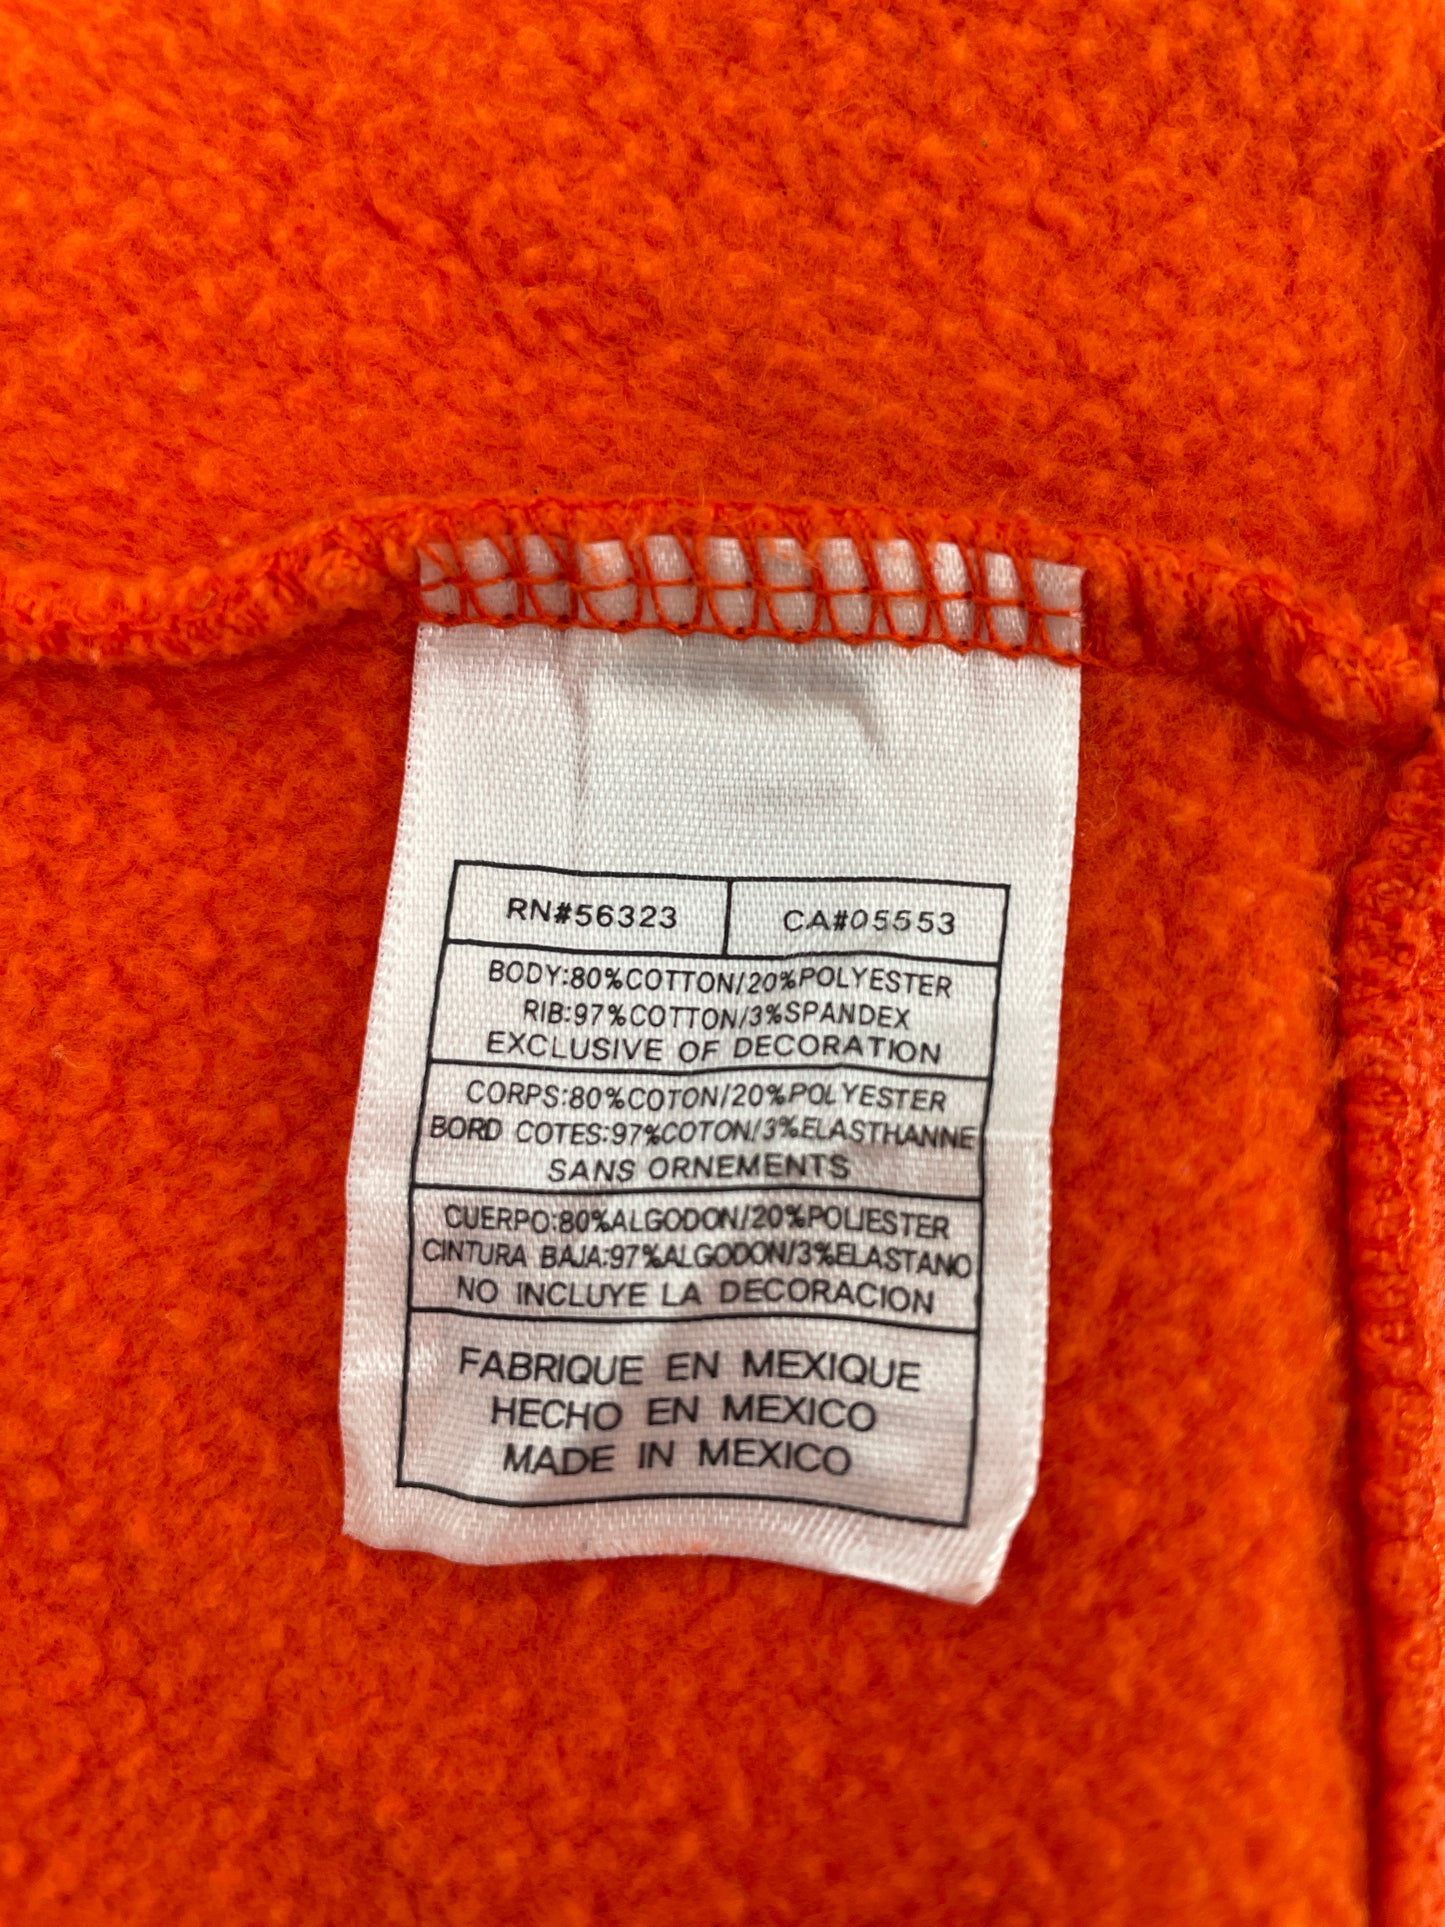 RN#56323 CA#05553
BODY:80%COTTON/20%POLYESTER
RIB:97%COTTON/3%SPANDEX
EXCLUSIVE OF DECORATION
CORPS:80%COTON/20%POLYESTER
BORD COTES:97%COTON/3%ELASTHANNE
SANS ORNEMENTS
CUERPO:80%ALGODON/20%POLIESTER
CINTURA BAJA:97%ALGODON/3%ELASTANO
NO INCLUYE LA DECORACION
FABRIQUE EN MEXIQUE
HECHO EN MEXICO
MADE IN MEXICO